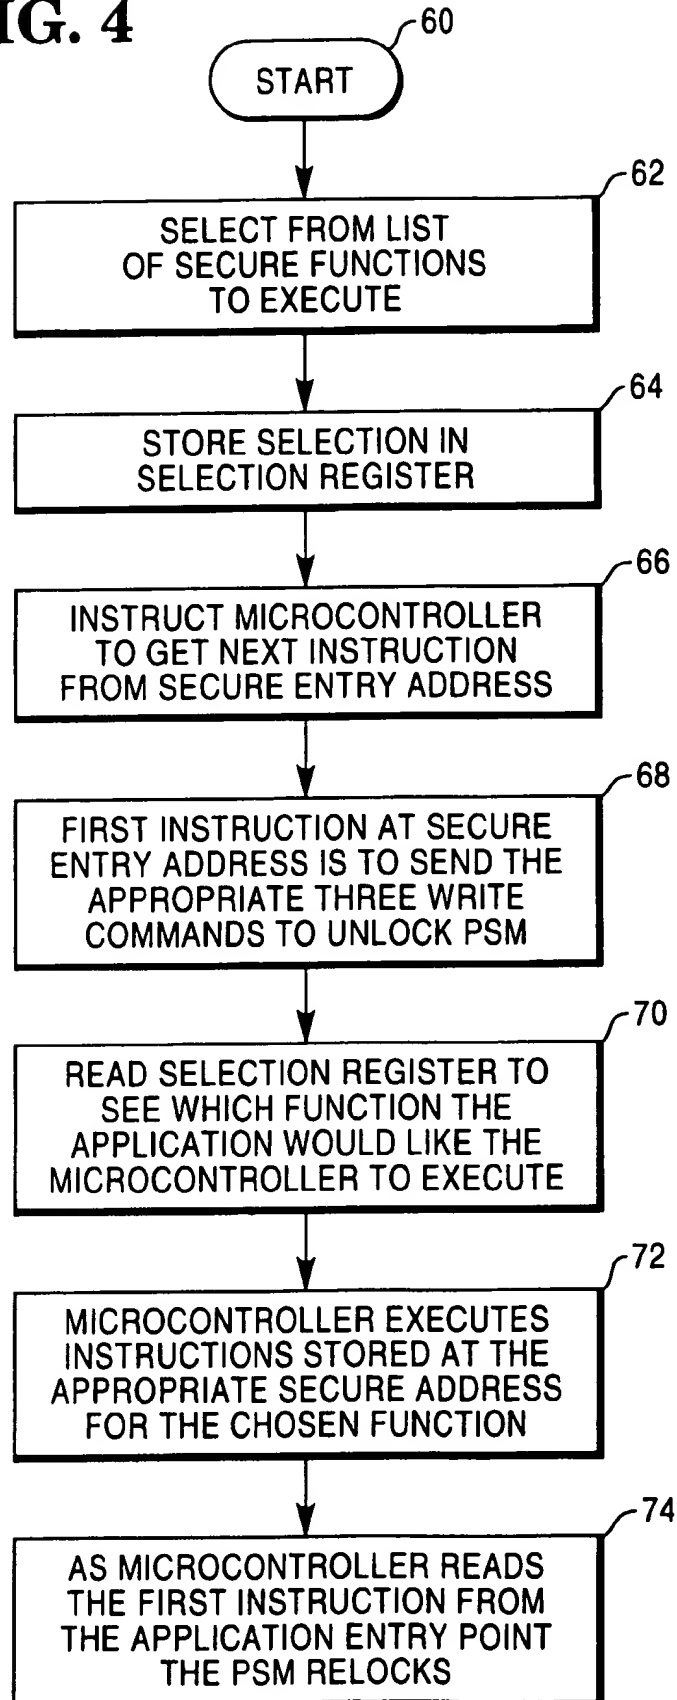 IG. 4
60
START
62
SELECT FROM LIST
OF SECURE FUNCTIONS
TO EXECUTE
64
STORE SELECTION IN
SELECTION REGISTER
66
INSTRUCT MICROCONTROLLER
TO GET NEXT INSTRUCTION
FROM SECURE ENTRY ADDRESS
68
FIRST INSTRUCTION AT SECURE
ENTRY ADDRESS IS TO SEND THE
APPROPRIATE THREE WRITE
COMMANDS TO UNLOCK PSM
70
READ SELECTION REGISTER TO
SEE WHICH FUNCTION THE
APPLICATION WOULD LIKE THE
MICROCONTROLLER TO EXECUTE
72
MICROCONTROLLER EXECUTES
INSTRUCTIONS STORED AT THE
APPROPRIATE SECURE ADDRESS
FOR THE CHOSEN FUNCTION
74
AS MICROCONTROLLER READS
THE FIRST INSTRUCTION FROM
THE APPLICATION ENTRY POINT
THE PSM RELOCKS